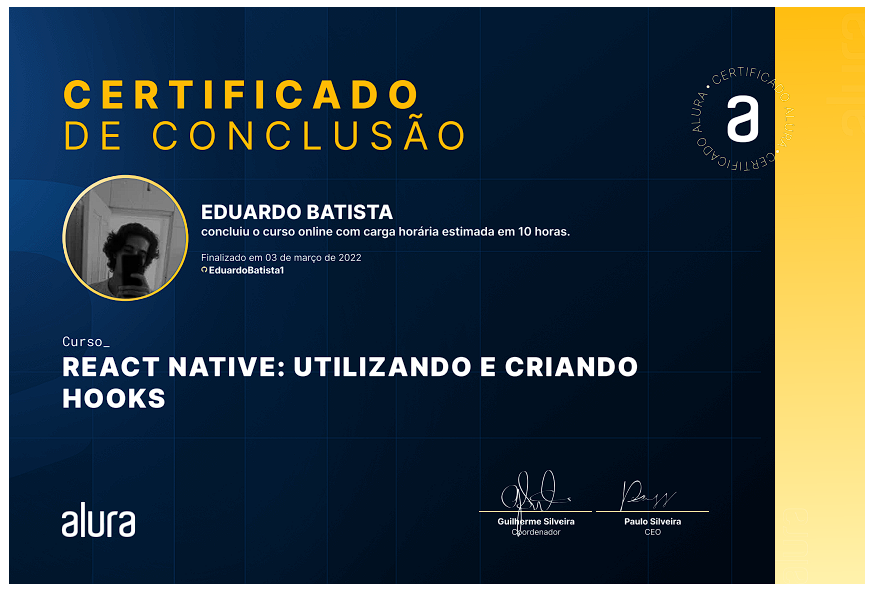 CERTIFICADO
DE CONCLUSÃO
CERTIFICADO ALURA • CERTIFICADO ALURA •
a
EDUARDO BATISTA
concluiu o curso online com carga horária estimada em 10 horas.
Finalizado em 03 de março de 2022
EduardoBatista1
Curso_
REACT NATIVE: UTILIZANDO E CRIANDO
HOOKS
alura
Guilherme Silveira
Coordenador
Paulo Silveira
CEO